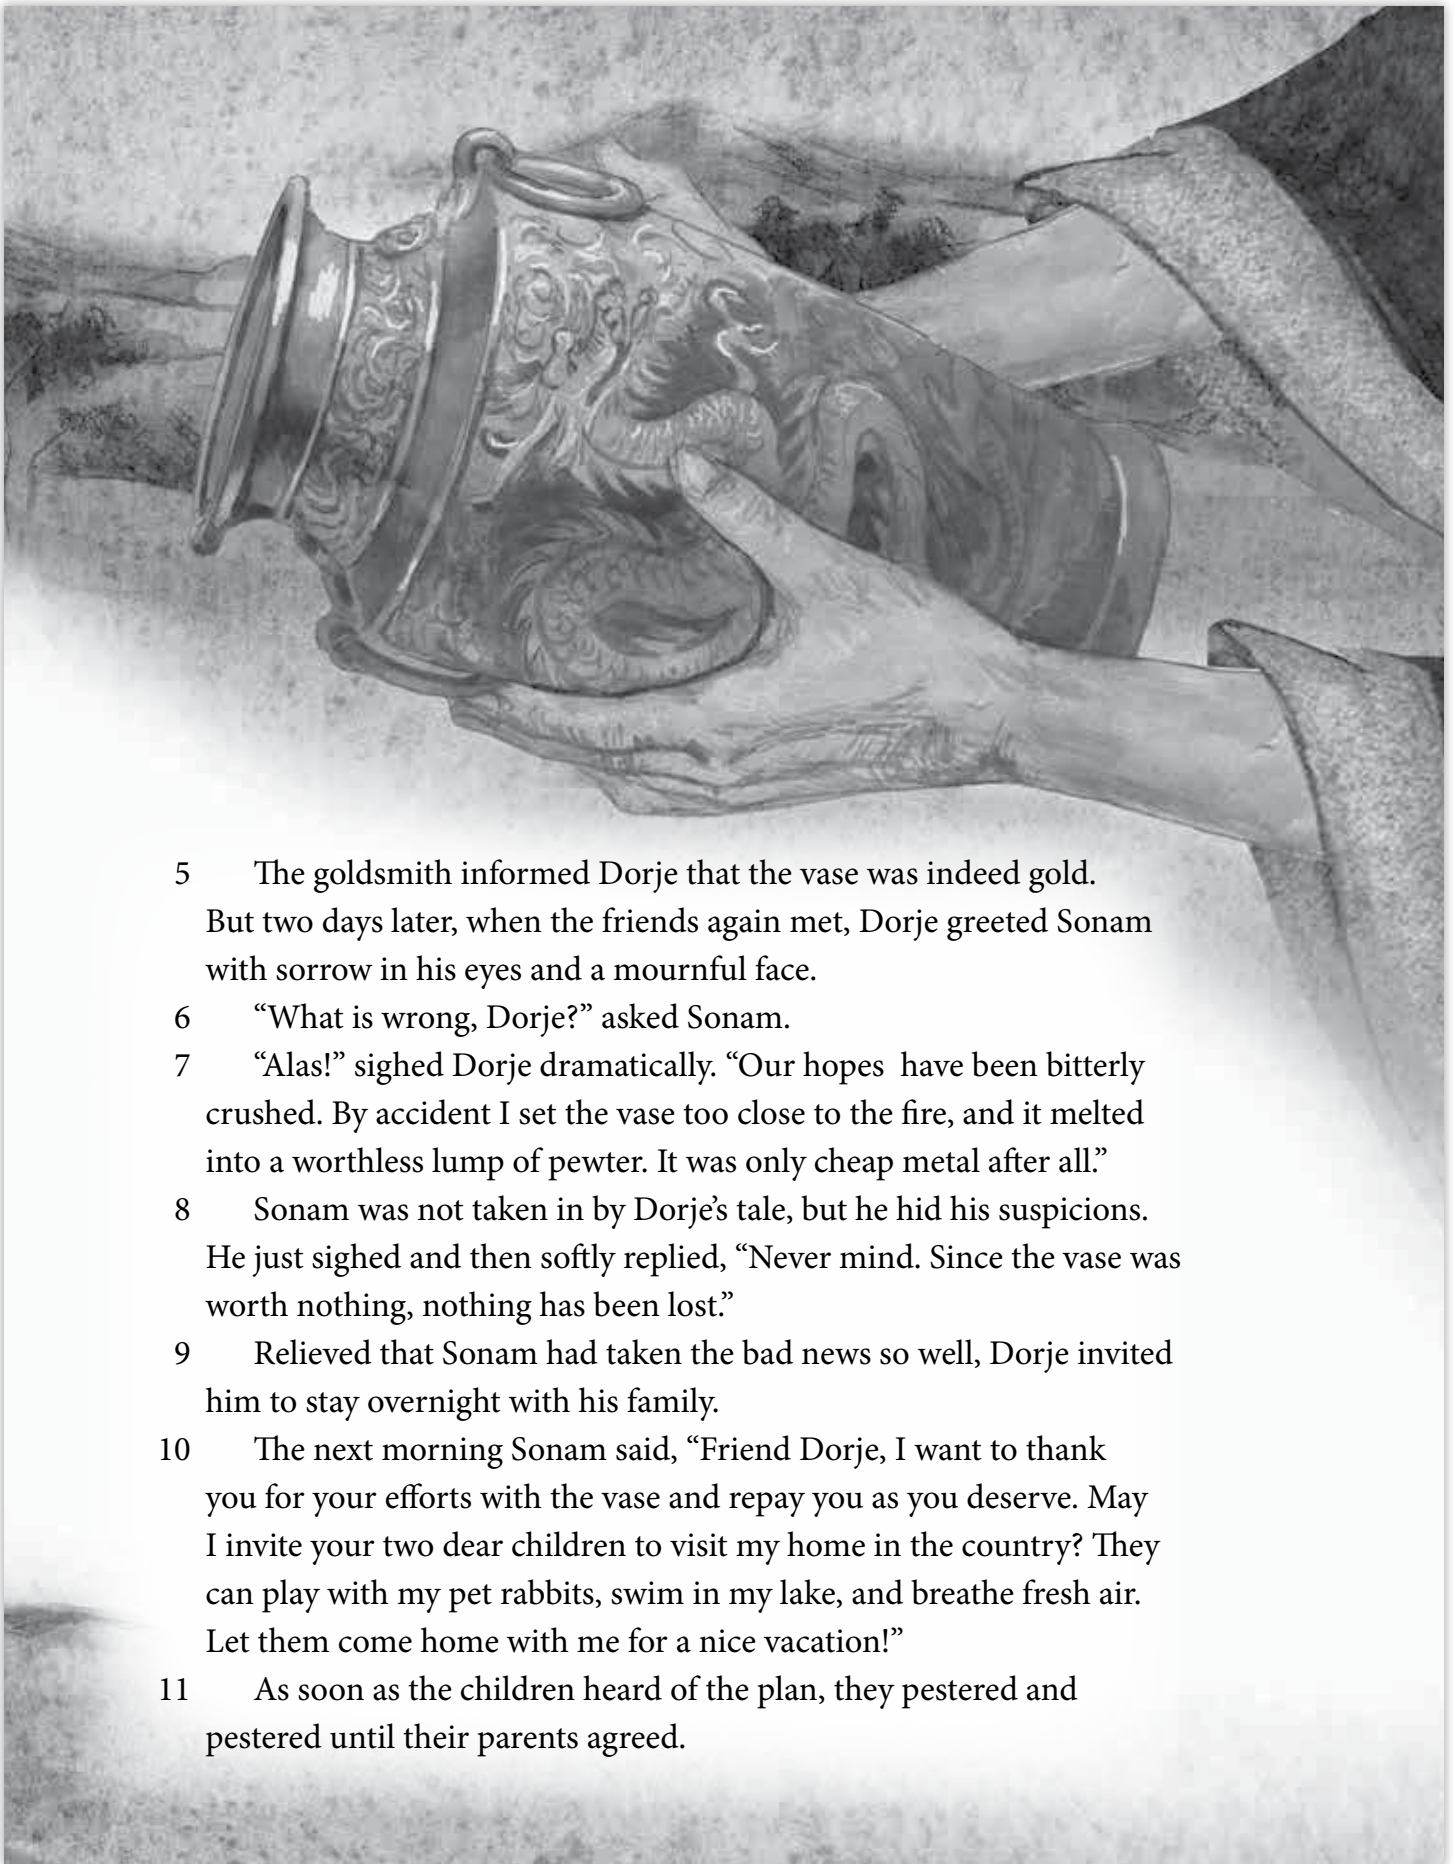 5 The goldsmith informed Dorje that the vase was indeed gold.
But two days later, when the friends again met, Dorje greeted Sonam
with sorrow in his eyes and a mournful face.
6 “What is wrong, Dorje?” asked Sonam.
7 “Alas!” sighed Dorje dramatically. “Our hopes have been bitterly
crushed. By accident I set the vase too close to the fire, and it melted
into a worthless lump of pewter. It was only cheap metal after all.”
8 Sonam was not taken in by Dorje’s tale, but he hid his suspicions.
He just sighed and then softly replied, “Never mind. Since the vase was
worth nothing, nothing has been lost.”
9 Relieved that Sonam had taken the bad news so well, Dorje invited
him to stay overnight with his family.
10 The next morning Sonam said, “Friend Dorje, I want to thank
you for your efforts with the vase and repay you as you deserve. May
I invite your two dear children to visit my home in the country? They
can play with my pet rabbits, swim in my lake, and breathe fresh air.
Let them come home with me for a nice vacation!”
11 As soon as the children heard of the plan, they pestered and
pestered until their parents agreed.